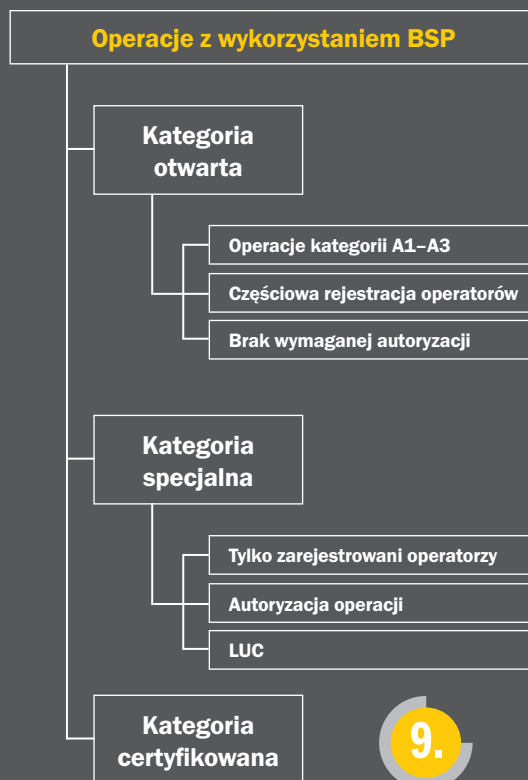 Operacje z wykorzystaniem BSP
Kategoria
otwarta
Operacje kategorii A1–A3
Częściowa rejestracja operatorów
Brak wymaganej autoryzacji
Kategoria
specjalna
Tylko zarejestrowani operatorzy
Autoryzacja operacji
LUC
Kategoria
certyfikowana
9.